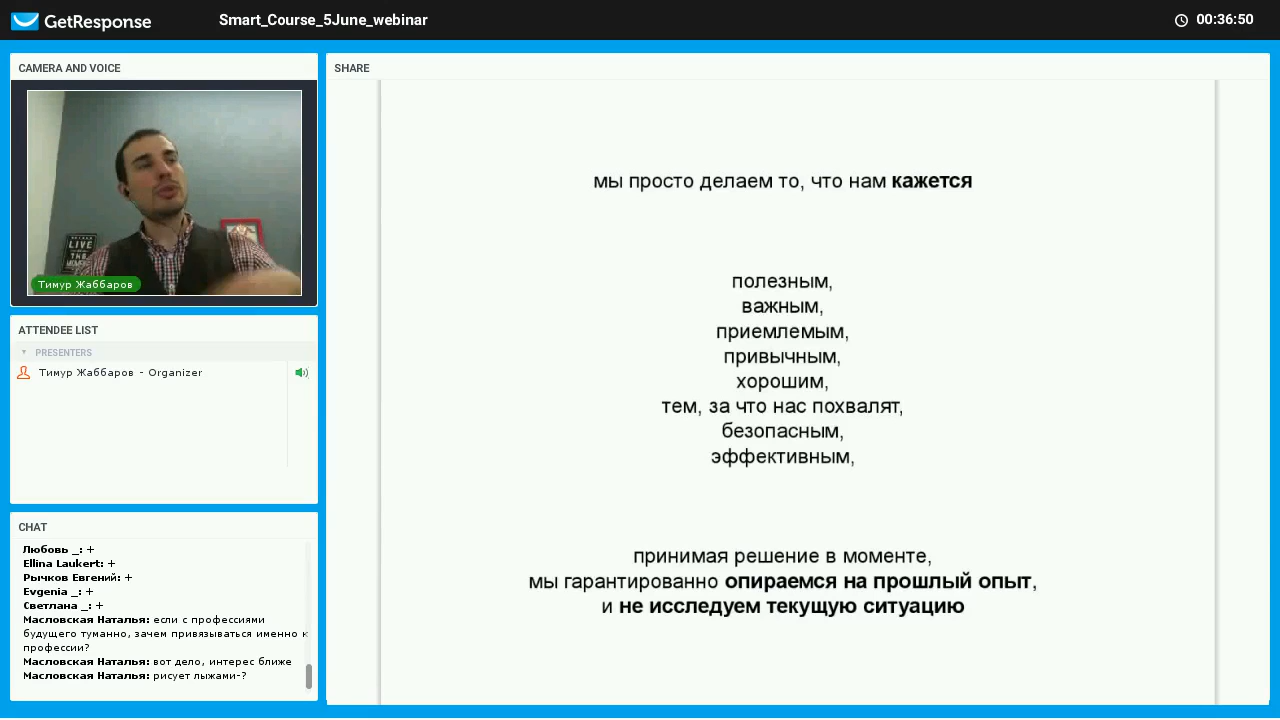 GetResponse
Smart_Course_5June_webinar
00:36:50
CAMERA AND VOICE
LIVE
Тимур Жаббаров
ATTENDEE LIST
PRESENTERS
Тимур Жаббаров - Organizer
CHAT
Любовь _: +
Ellina Laukert: +
Рычков Евгений: +
Evgenia _: +
Светлана _: +
Масловская Наталья: если с профессиями
будущего туманно, зачем привязываться именно к
профессии?
Масловская Наталья: вот дело, интерес ближе
Масловская Наталья: рисует лыжами-?
SHARE
мы просто делаем то, что нам кажется
полезным,
важным,
приемлемым,
привычным,
хорошим,
тем, за что нас похвалят,
безопасным,
эффективным,
принимая решение в моменте,
мы гарантированно опираемся на прошлый опыт,
и не исследуем текущую ситуацию